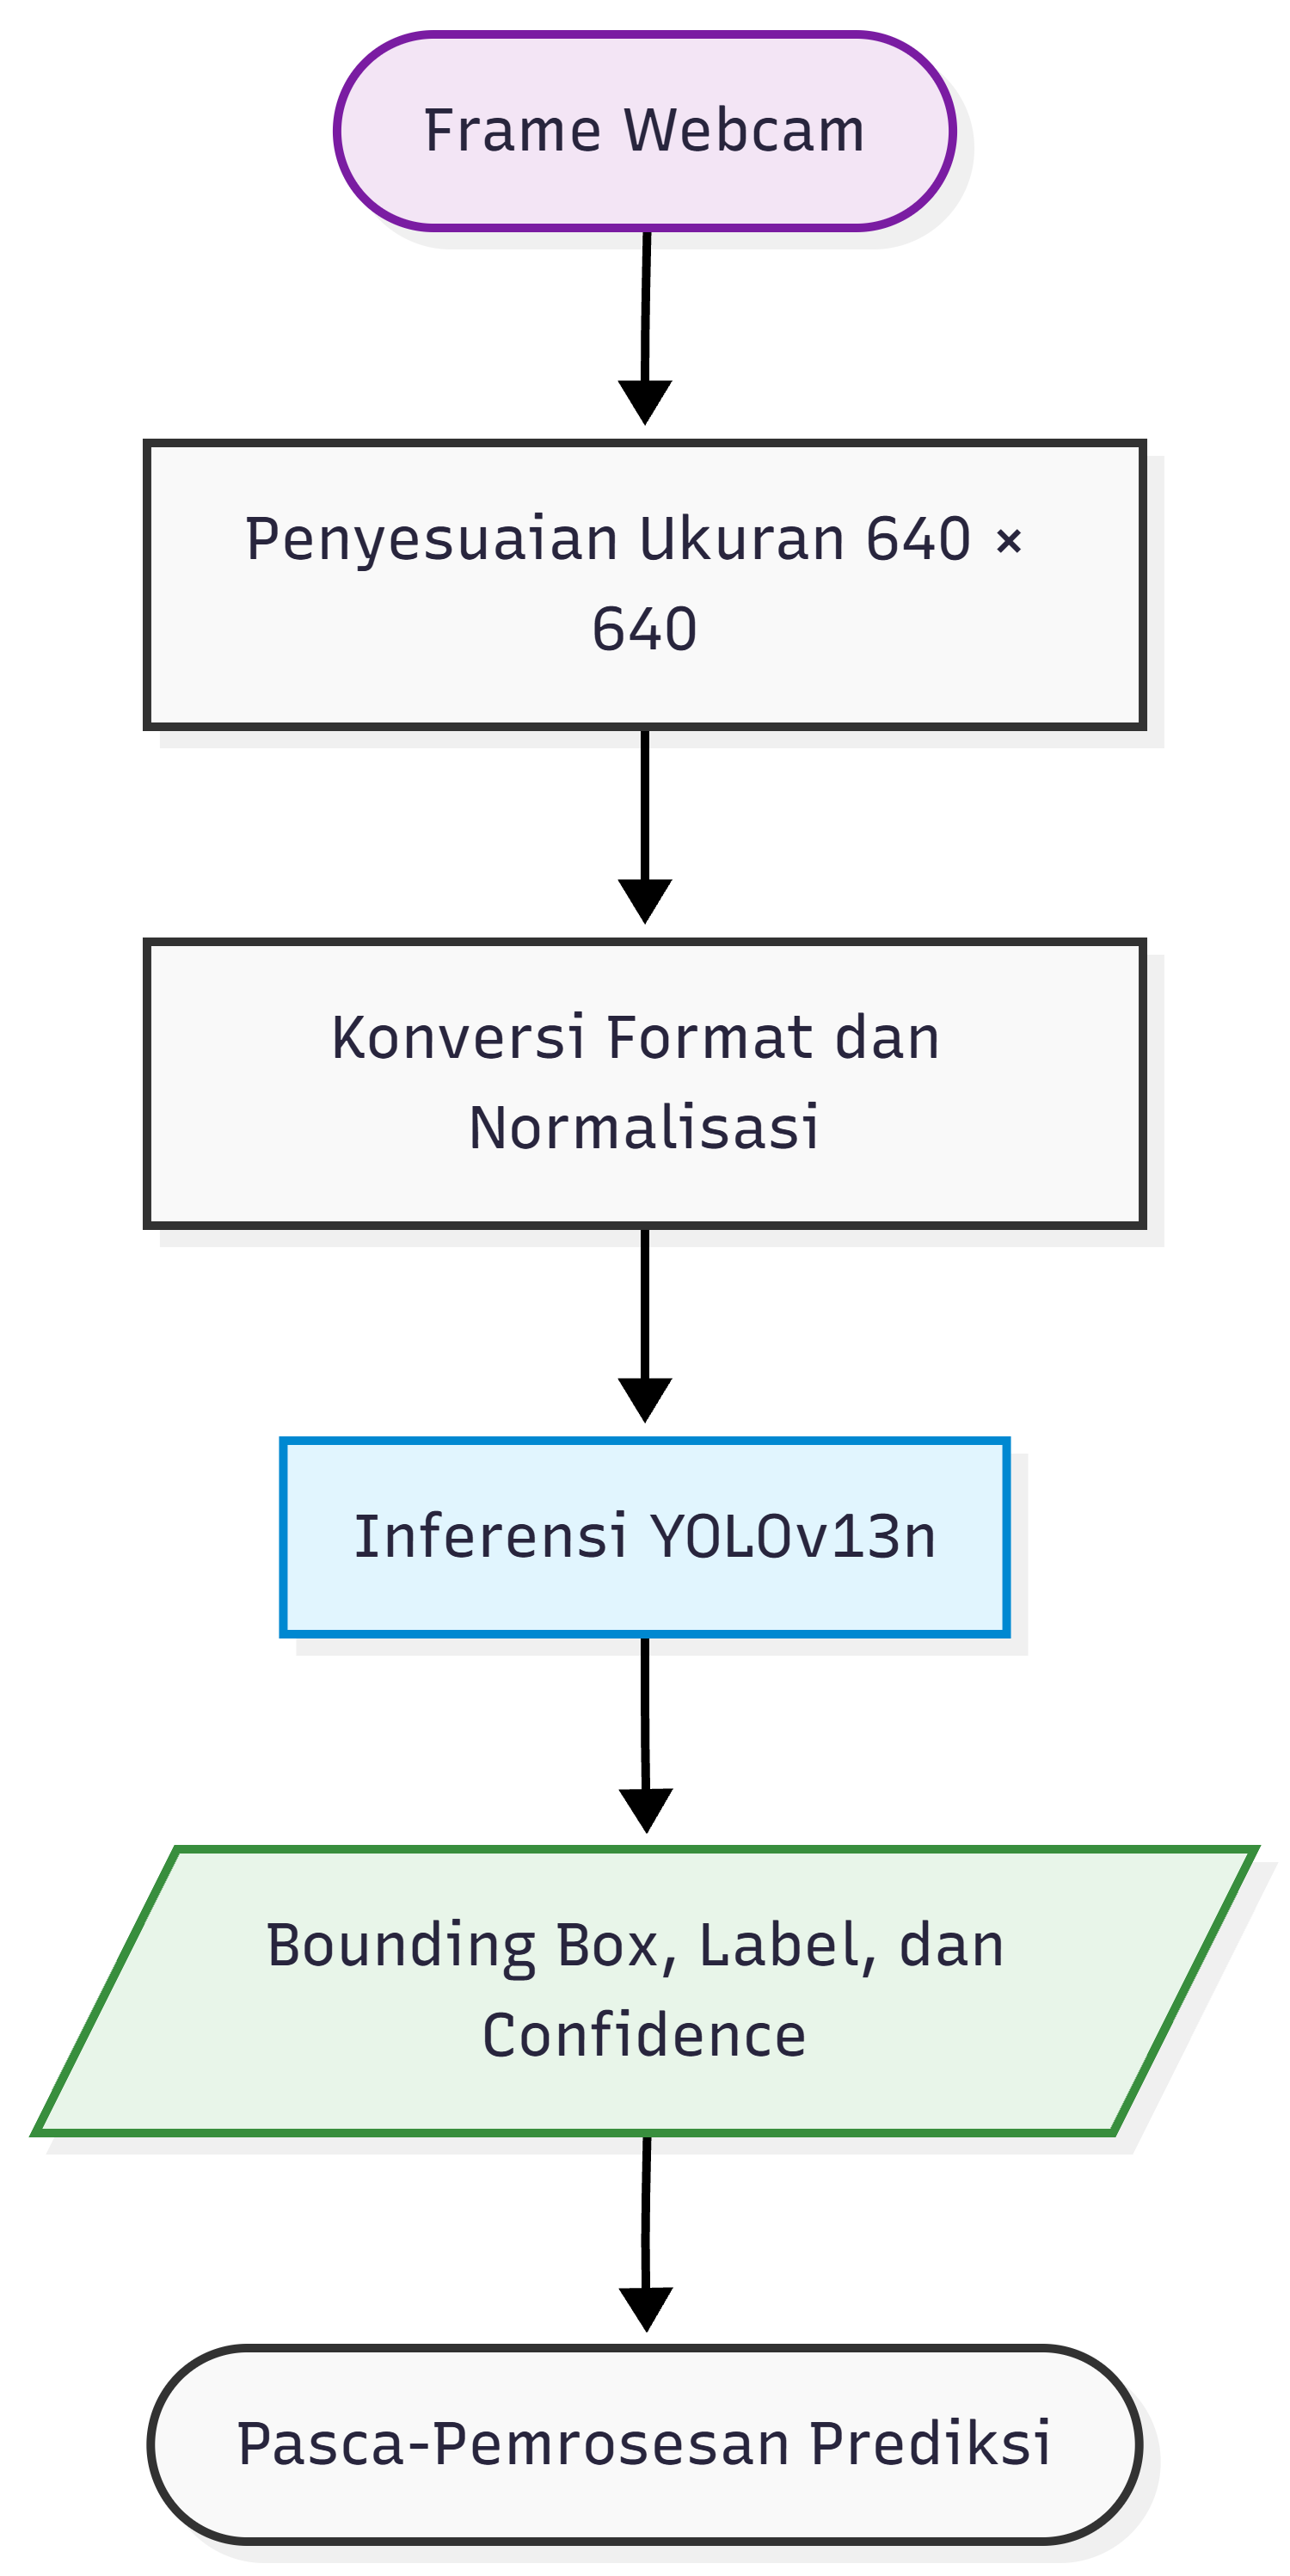 Frame Webcam
Penyesuaian Ukuran 640 ×
640
Konversi Format dan
Normalisasi
Inferensi YOLOv13n
Bounding Box, Label, dan
Confidence
Pasca-Pemrosesan Prediksi